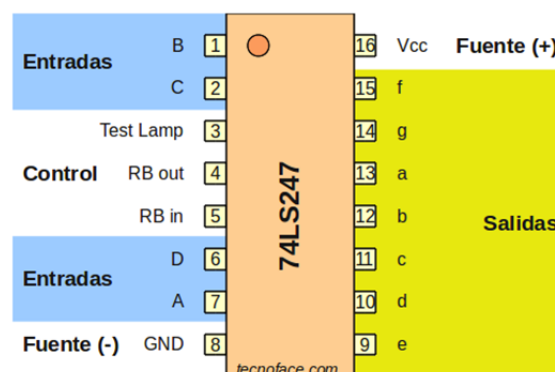 B 1 16 Vcc Fuente (+)
Entradas
C 2 15 f
Test Lamp 3 14 g
Control RB out 4 13 a
RB in 5 12 b
74LS247
Salidas
D 6 11 c
Entradas
A 7 10 d
Fuente (-) GND 8 9 e
tecnoface.com